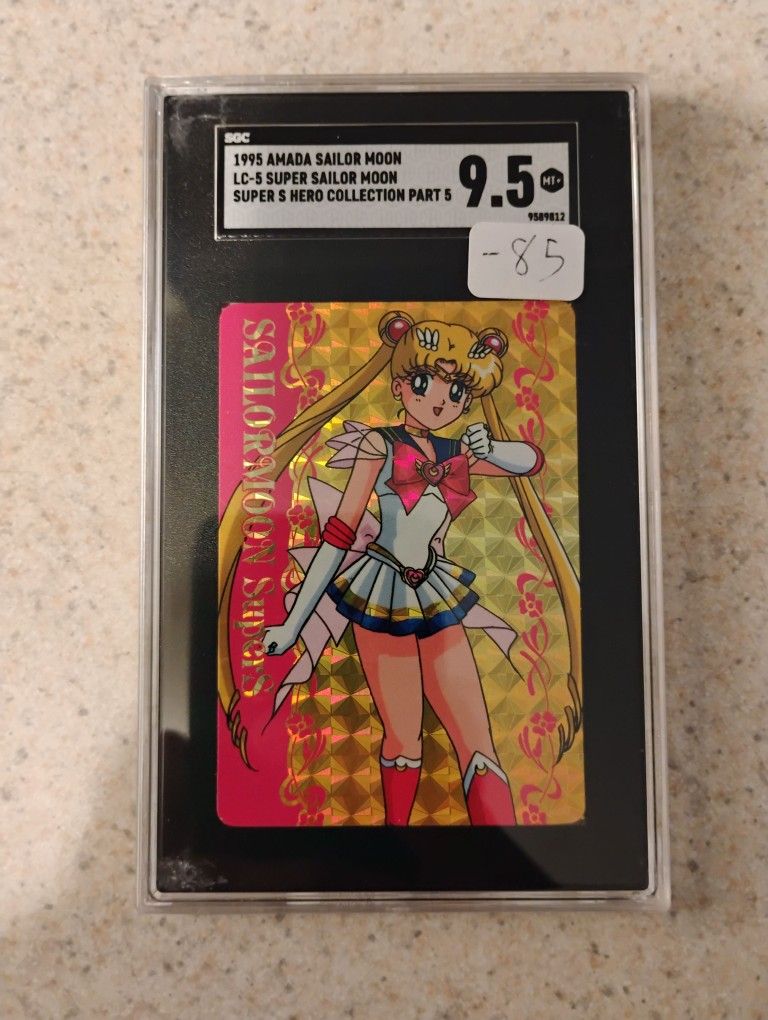 SGC
1995 AMADA SAILOR MOON
LC-5 SUPER SAILOR MOON
SUPER S HERO COLLECTION PART 5
9.5
MT+
9589812
-85
SAILORMOON SuperS